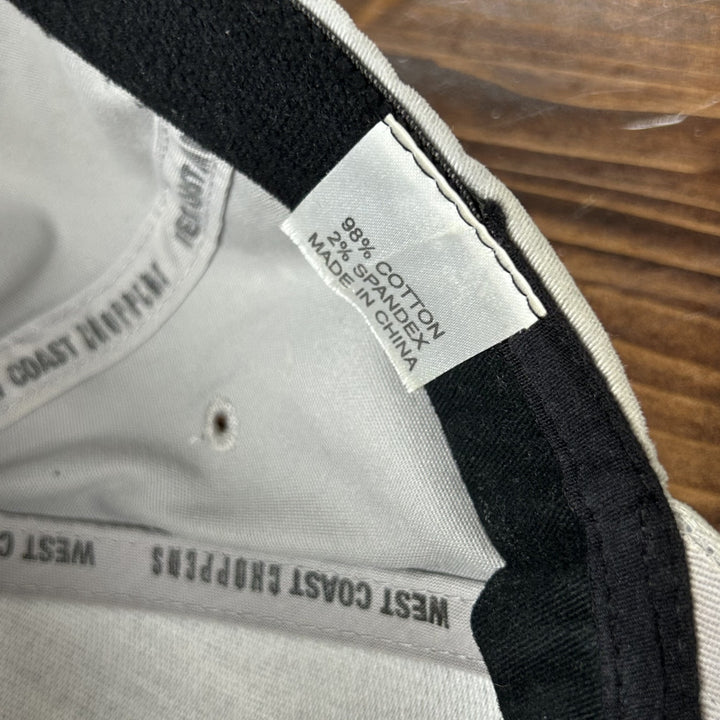 98% COTTON
2% SPANDEX
MADE IN CHINA
COAST CHOPPERS
WEST COAST CHOPPERS
WEST C